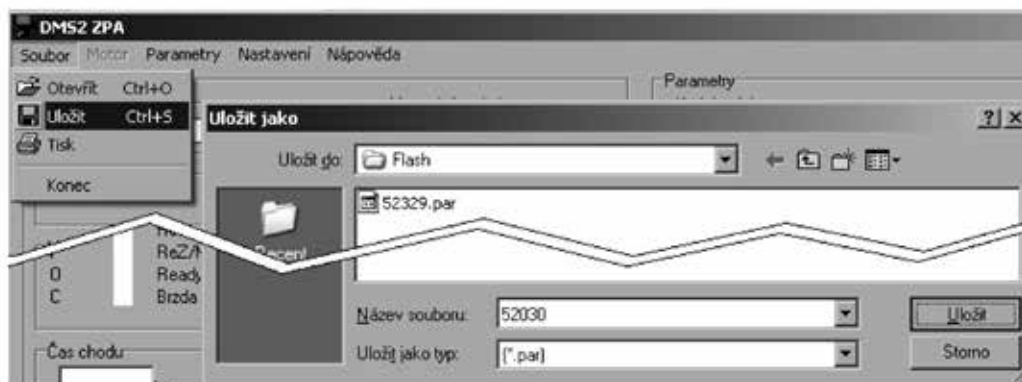 DMS2 ZPA
Soubor Motor Parametry Nastavení Nápověda
Otevřít Ctrl+O
Uložit Ctrl+S
Tisk
Konec
Parametry
Uložit jako
Uložit do:
Flash
52329.par
Recent
ReZ/
O Ready
C Brzda
Čas chodu
Název souboru:
52030
Uložit
Uložit jako typ:
(*.par)
Storno